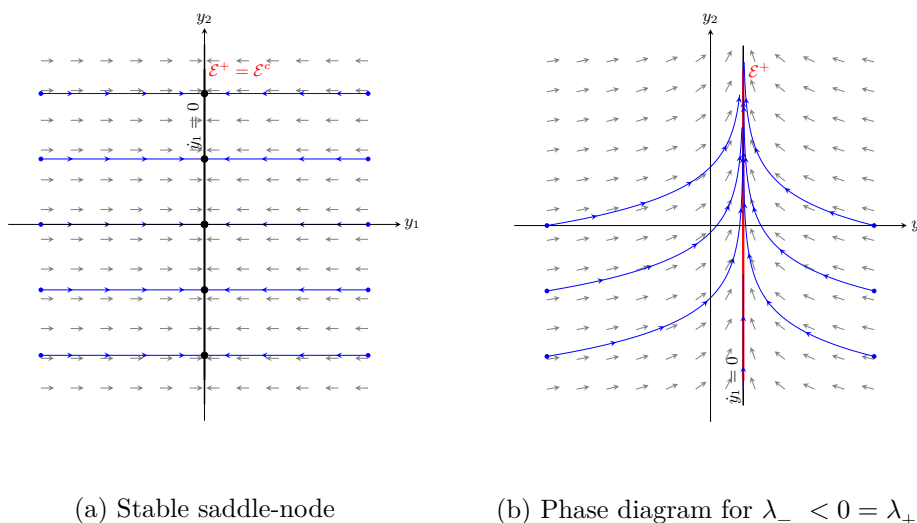 y₂
ℰ⁺ = ℰᶜ
ẏ₁ = 0
y₁
(a) Stable saddle-node
y₂
ℰ⁺
y
ẏ₁ = 0
(b) Phase diagram for λ₋ < 0 = λ₊